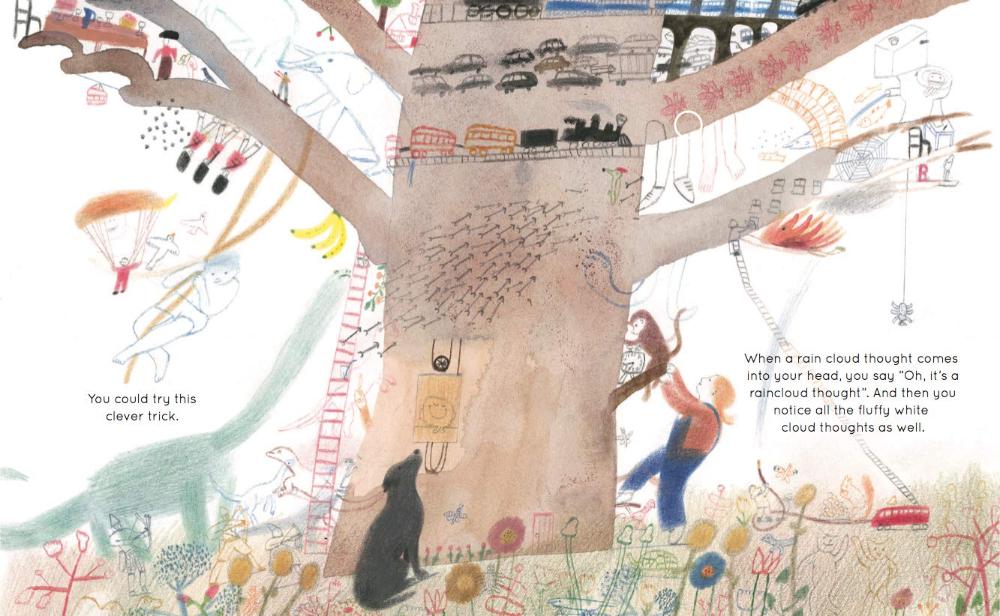 You could try this
clever trick.
When a rain cloud thought comes
into your head, you say “Oh, it’s a
raincloud thought”. And then you
notice all the fluffy white
cloud thoughts as well.
R